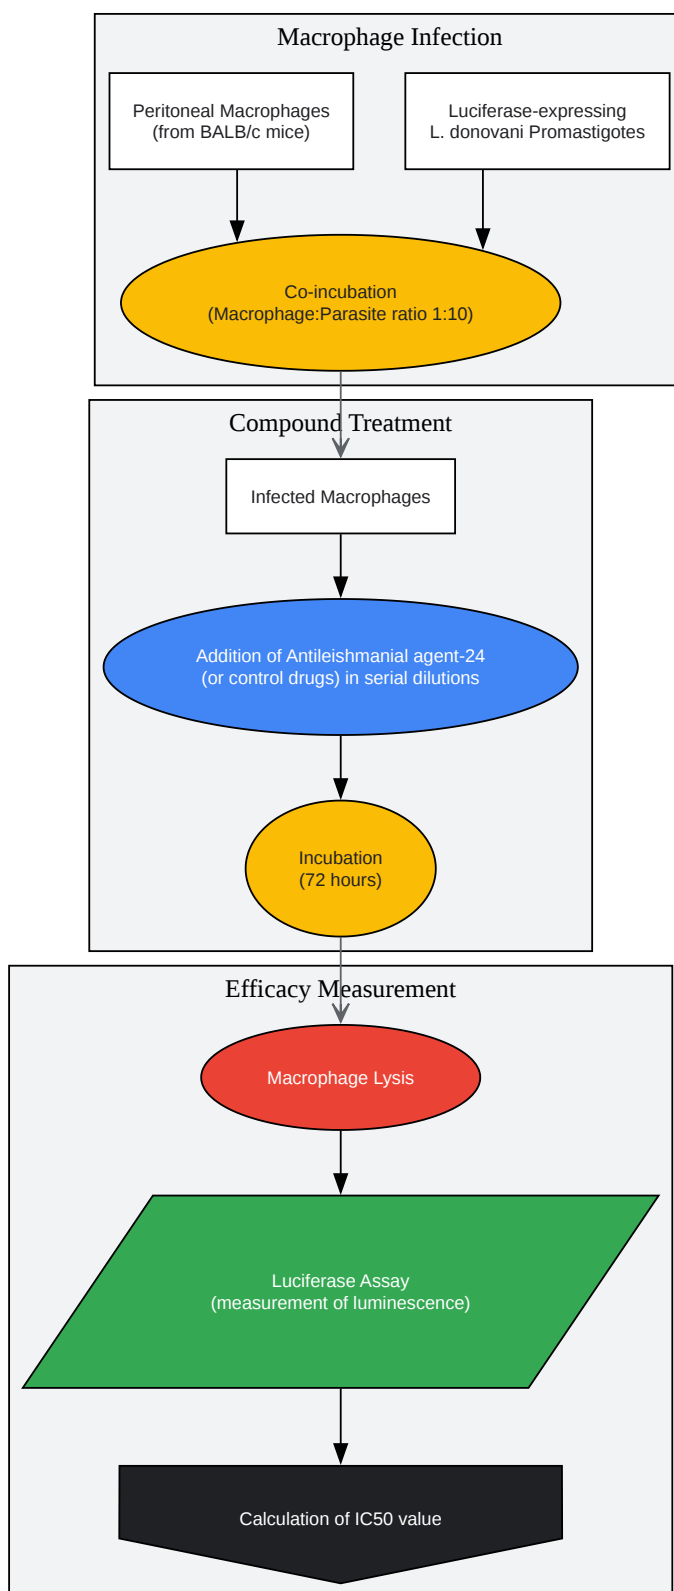 Macrophage Infection
Peritoneal Macrophages
(from BALB/c mice)
Luciferase-expressing
L. donovani Promastigotes
Co-incubation
(Macrophage:Parasite ratio 1:10)
Compound Treatment
Infected Macrophages
Addition of Antileishmanial agent-24
(or control drugs) in serial dilutions
Incubation
(72 hours)
Efficacy Measurement
Macrophage Lysis
Luciferase Assay
(measurement of luminescence)
Calculation of IC50 value